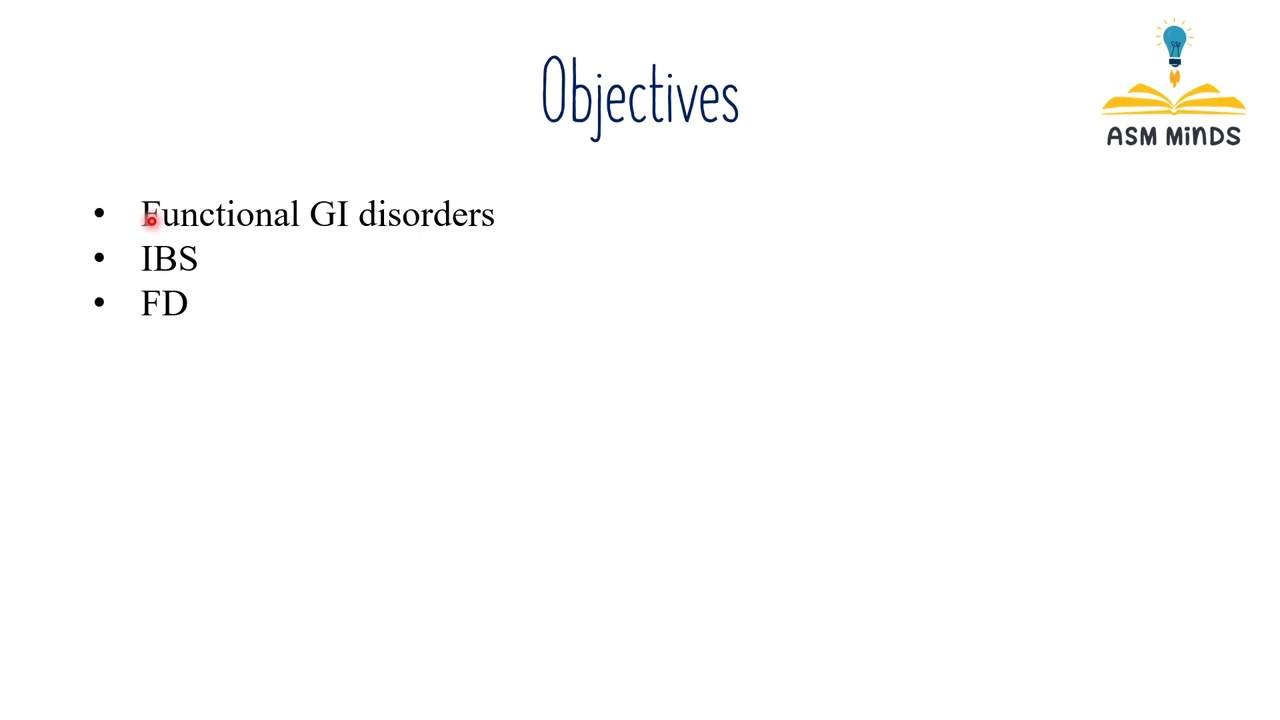 Objectives
ASM MiNDS
• Functional GI disorders
• IBS
• FD